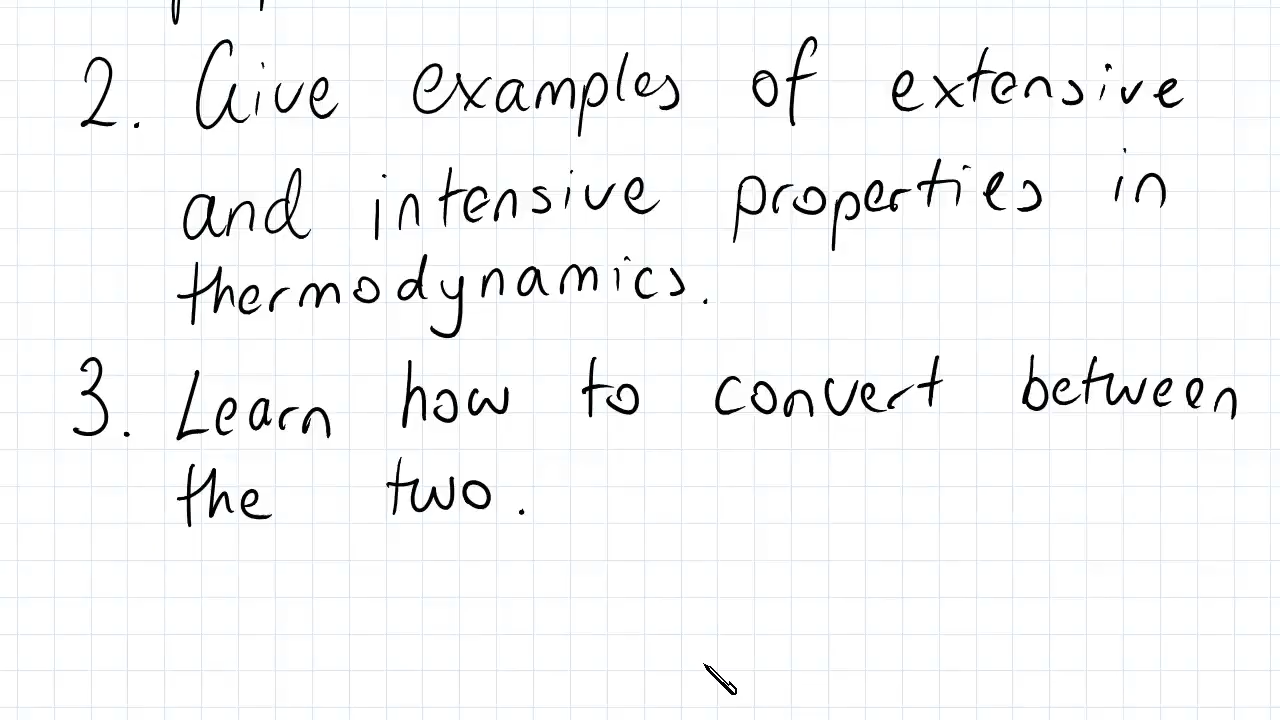 2. Give examples of extensive
and intensive properties in
thermodynamics.
3. Learn how to convert between
the two.